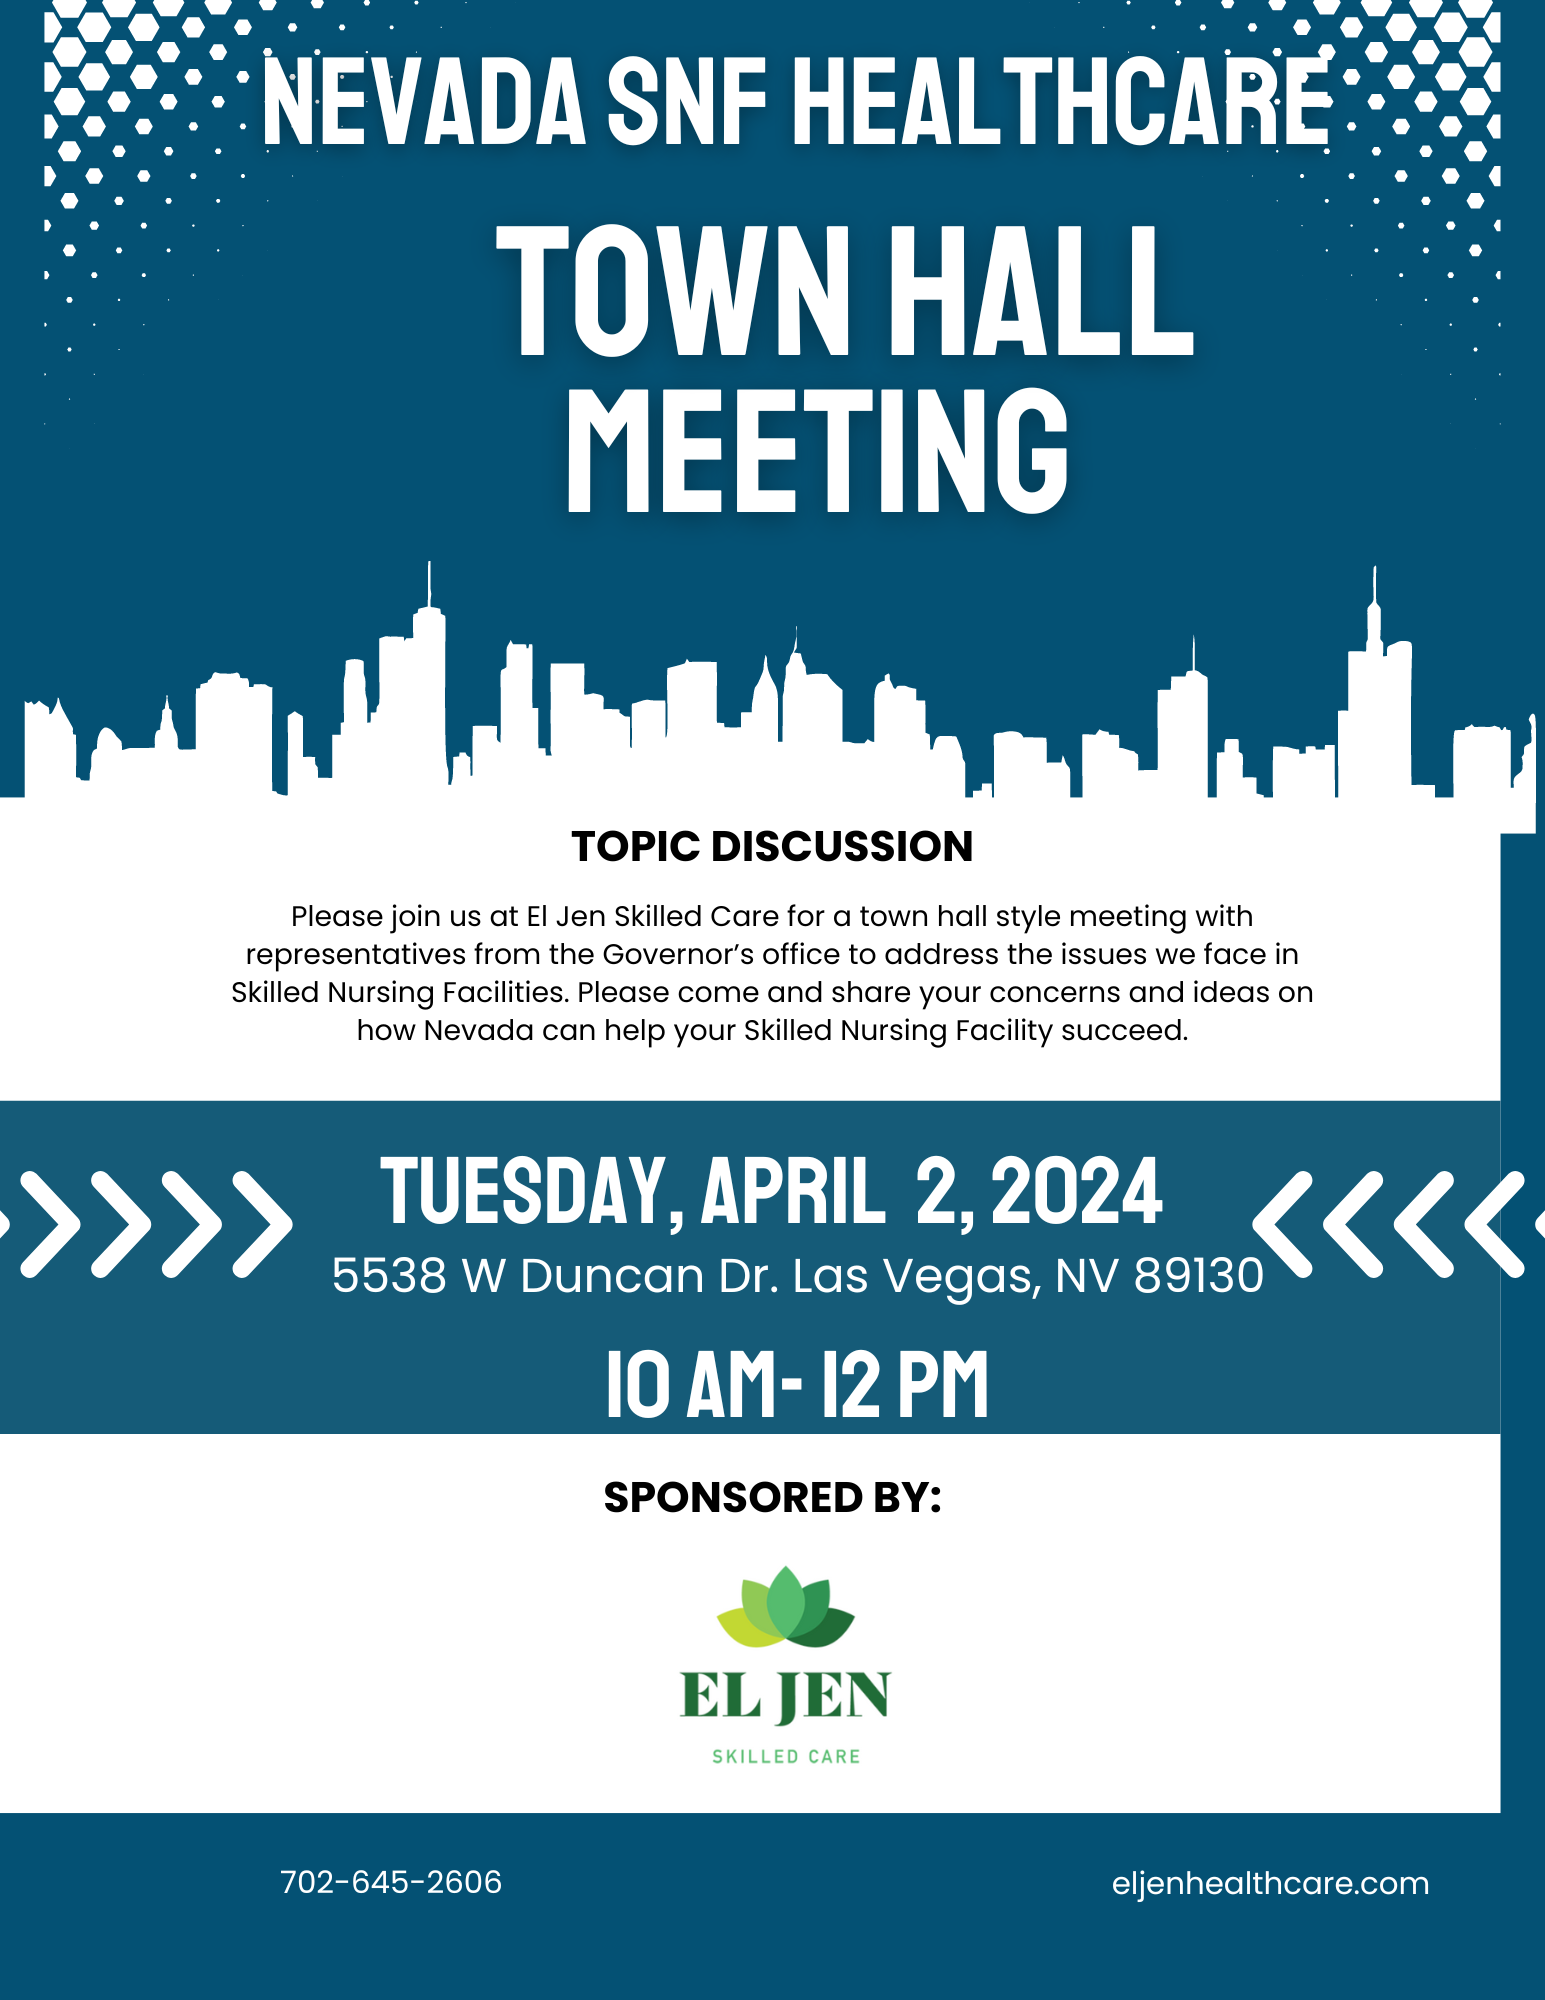 NEVADA SNF HEALTHCARE
TOWN HALL
MEETING
TOPIC DISCUSSION
Please join us at El Jen Skilled Care for a town hall style meeting with
representatives from the Governor’s office to address the issues we face in
Skilled Nursing Facilities. Please come and share your concerns and ideas on
how Nevada can help your Skilled Nursing Facility succeed.
TUESDAY, APRIL 2, 2024
5538 W Duncan Dr. Las Vegas, NV 89130
10 AM- 12 PM
SPONSORED BY:
EL JEN
SKILLED CARE
702-645-2606
eljenhealthcare.com